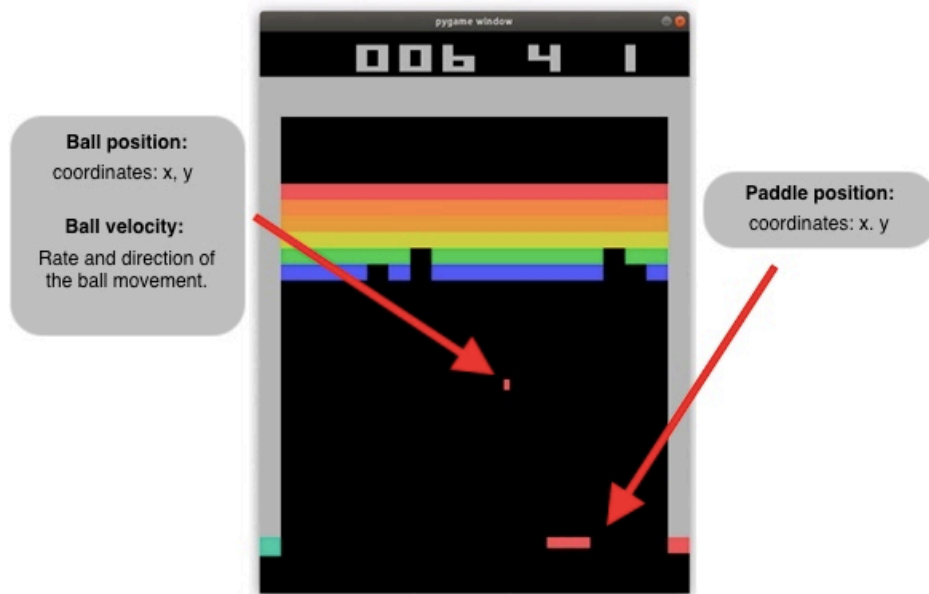 pygame window
006 4 1
Ball position:
coordinates: x, y
Ball velocity:
Rate and direction of
the ball movement.
Paddle position:
coordinates: x. y